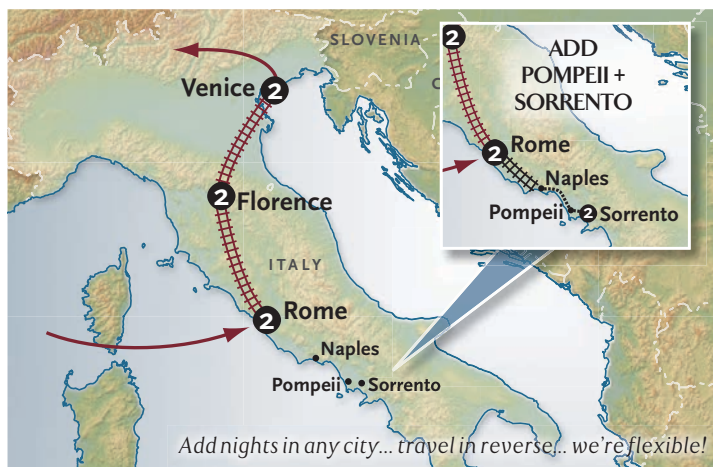 SLOVENIA
Venice 2
2 Florence
ITALY
2 Rome
Naples
Pompeii Sorrento
2
ADD
POMPEII +
SORRENTO
2 Rome
Naples
Pompeii 2 Sorrento
Add nights in any city... travel in reverse... we're flexible!